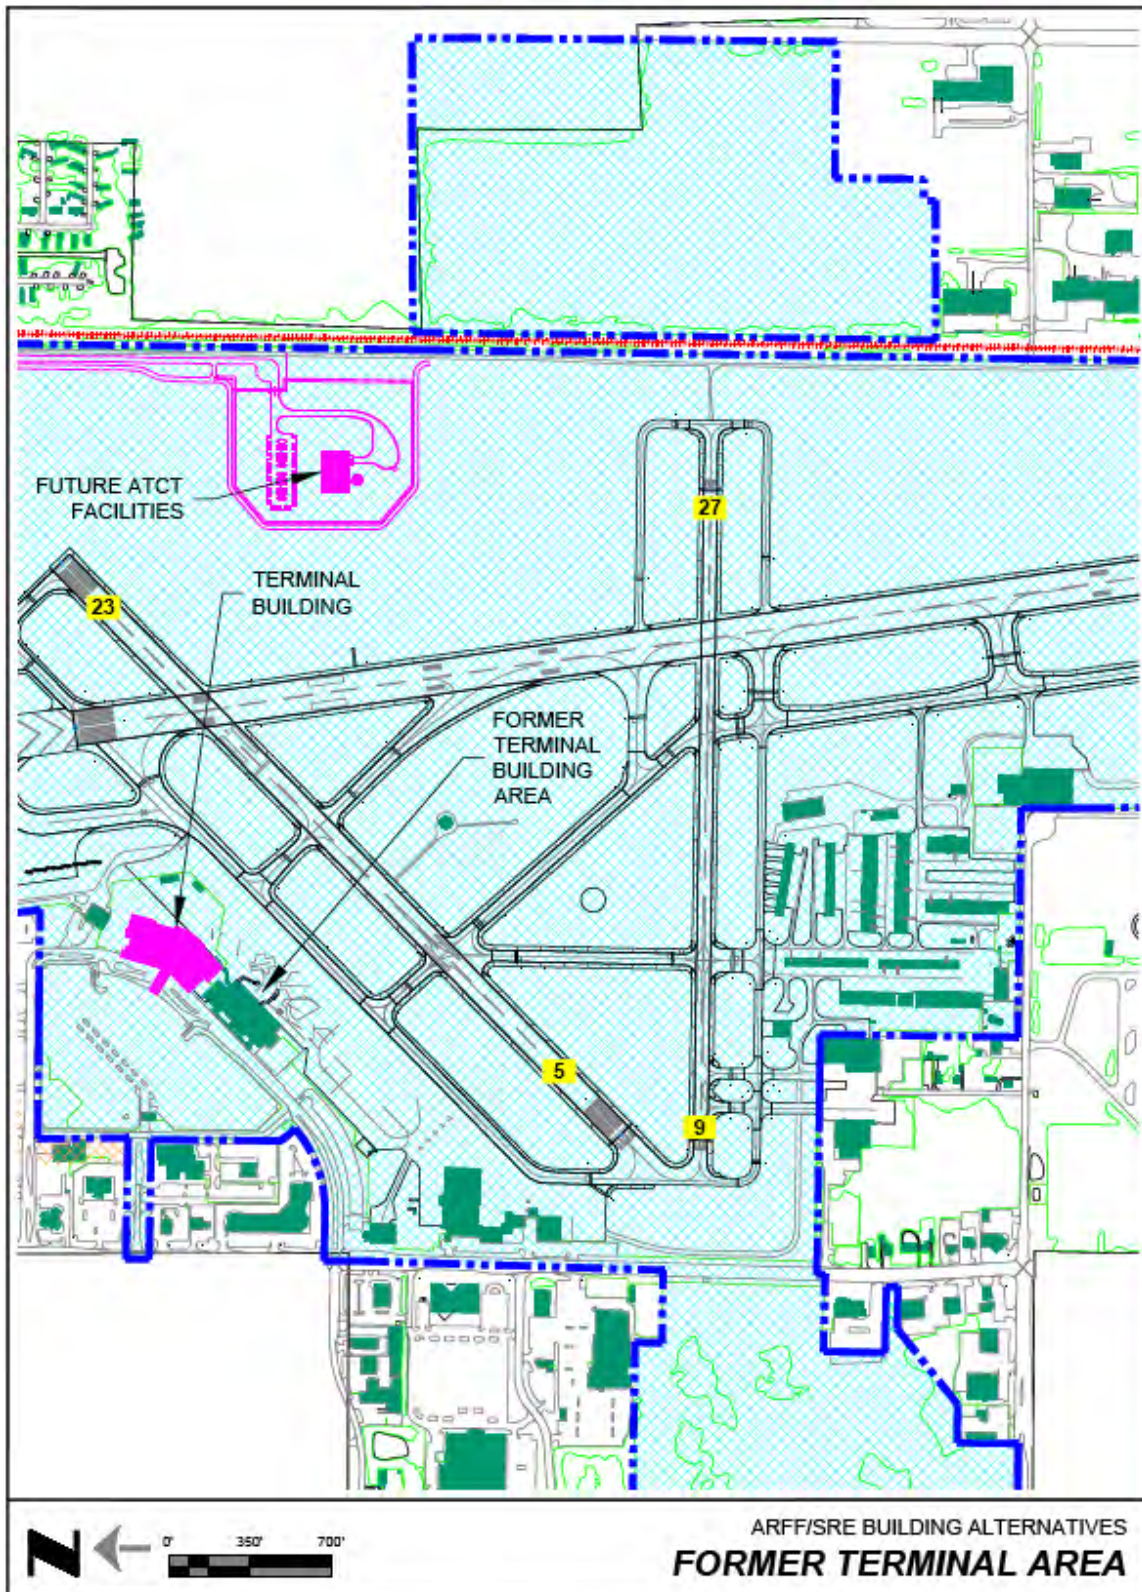 FUTURE ATCT
FACILITIES
27
TERMINAL
BUILDING
23
FORMER
TERMINAL
BUILDING
AREA
5
9
N
0'
350'
700'
ARFF/SRE BUILDING ALTERNATIVES
FORMER TERMINAL AREA